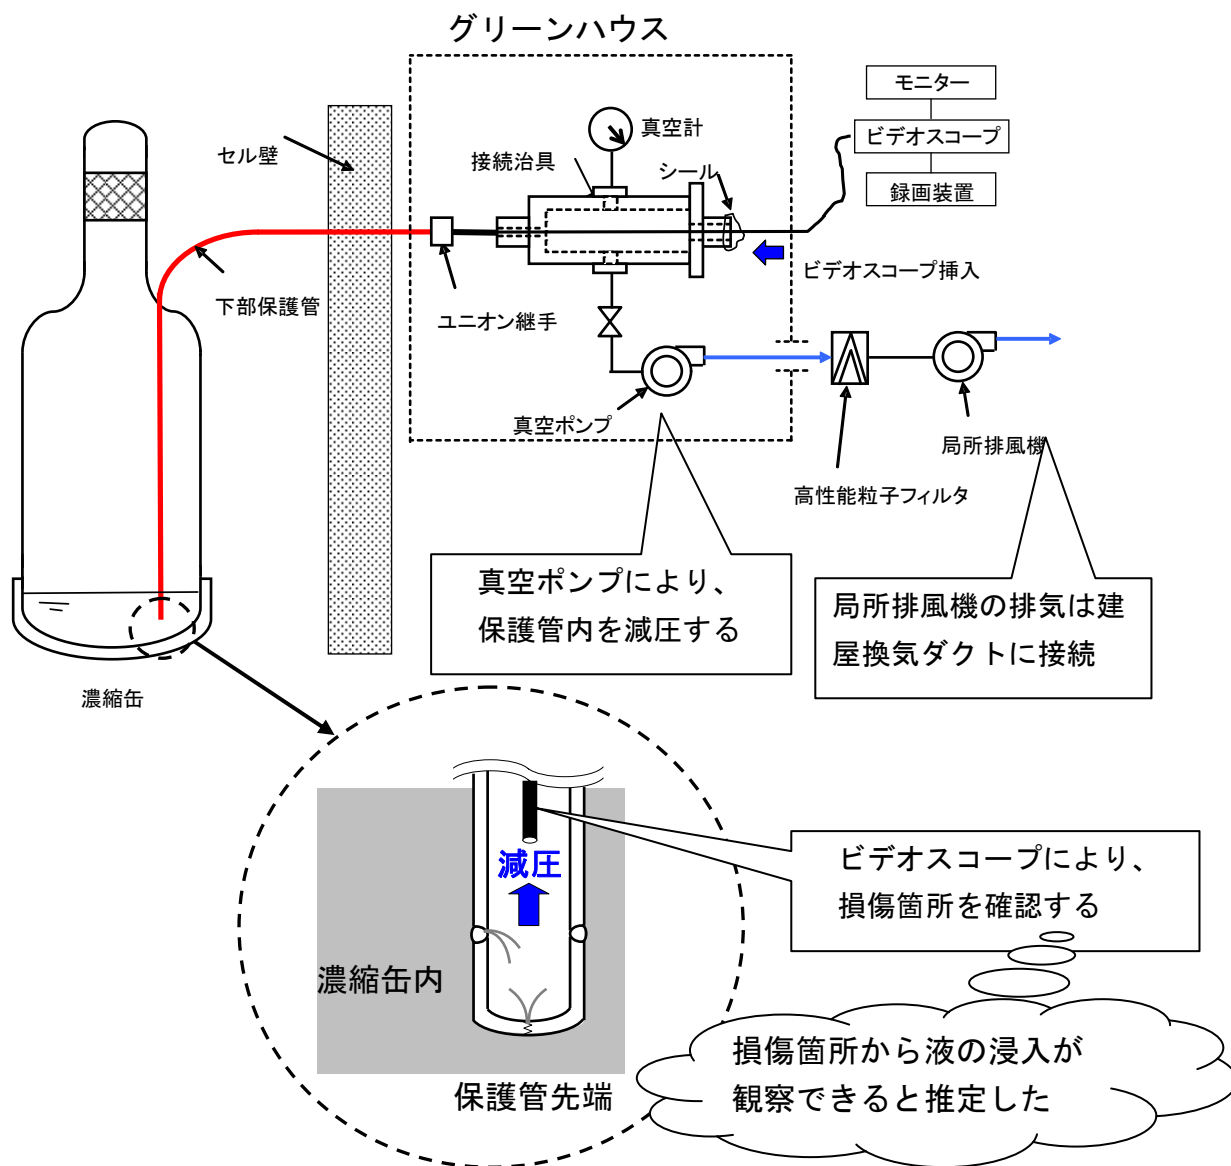 グリーンハウス
モニター
ビデオスコープ
録画装置
真空計
接続治具
シール
セル壁
ビデオスコープ挿入
下部保護管
ユニオン継手
真空ポンプ
局所排風機
高性能粒子フィルタ
真空ポンプにより、
保護管内を減圧する
局所排風機の排気は建
屋換気ダクトに接続
濃縮缶
減圧
ビデオスコープにより、
損傷箇所を確認する
濃縮缶内
保護管先端
損傷箇所から液の浸入が
観察できると推定した